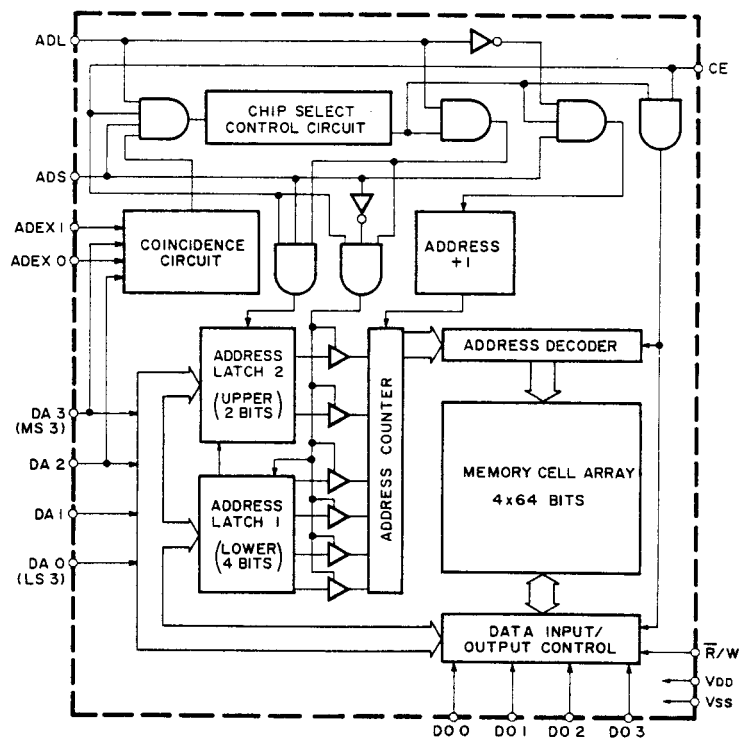 ADL
CE
CHIP SELECT
CONTROL CIRCUIT
ADS
ADEX 1
ADEX 0
COINCIDENCE
CIRCUIT
ADDRESS
+1
ADDRESS
LATCH 2
(UPPER)
(2 BITS)
ADDRESS COUNTER
ADDRESS DECODER
DA 3
(MS 3)
DA 2
DA 1
DA 0
(LS 3)
ADDRESS
LATCH 1
(LOWER)
(4 BITS)
MEMORY CELL ARRAY
4x64 BITS
DATA INPUT/
OUTPUT CONTROL
R̅/W
VDD
VSS
DO 0
DO 1
DO 2
DO 3